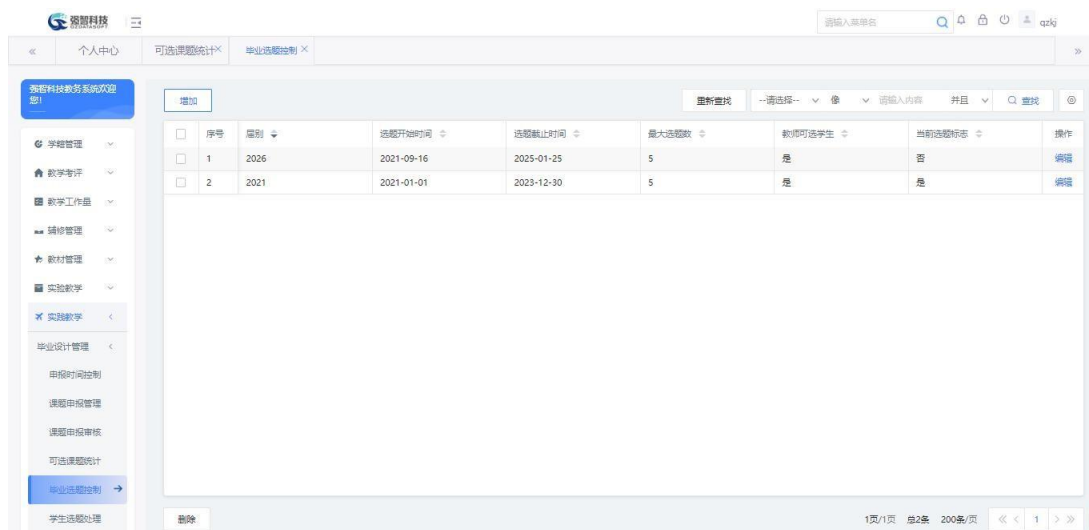 强智科技
QZDATASOFT
请输入菜单名
qzkj
个人中心
可选课题统计
毕业选题控制
强智科技教务系统欢迎您!
增加
重新查找
--请选择--
像
请输入内容
并且
查找
序号 届别 选题开始时间 选题截止时间 最大选题数 教师可选学生 当前选题标志 操作
1 2026 2021-09-16 2025-01-25 5 是 否 编辑
2 2021 2021-01-01 2023-12-30 5 是 是 编辑
学籍管理
教学考评
教学工作量
辅修管理
教材管理
实验教学
实践教学
毕业设计管理
申报时间控制
课题申报管理
课题申报审核
可选课题统计
毕业选题控制
学生选题处理
删除
1页/1页 总2条 200条/页 1